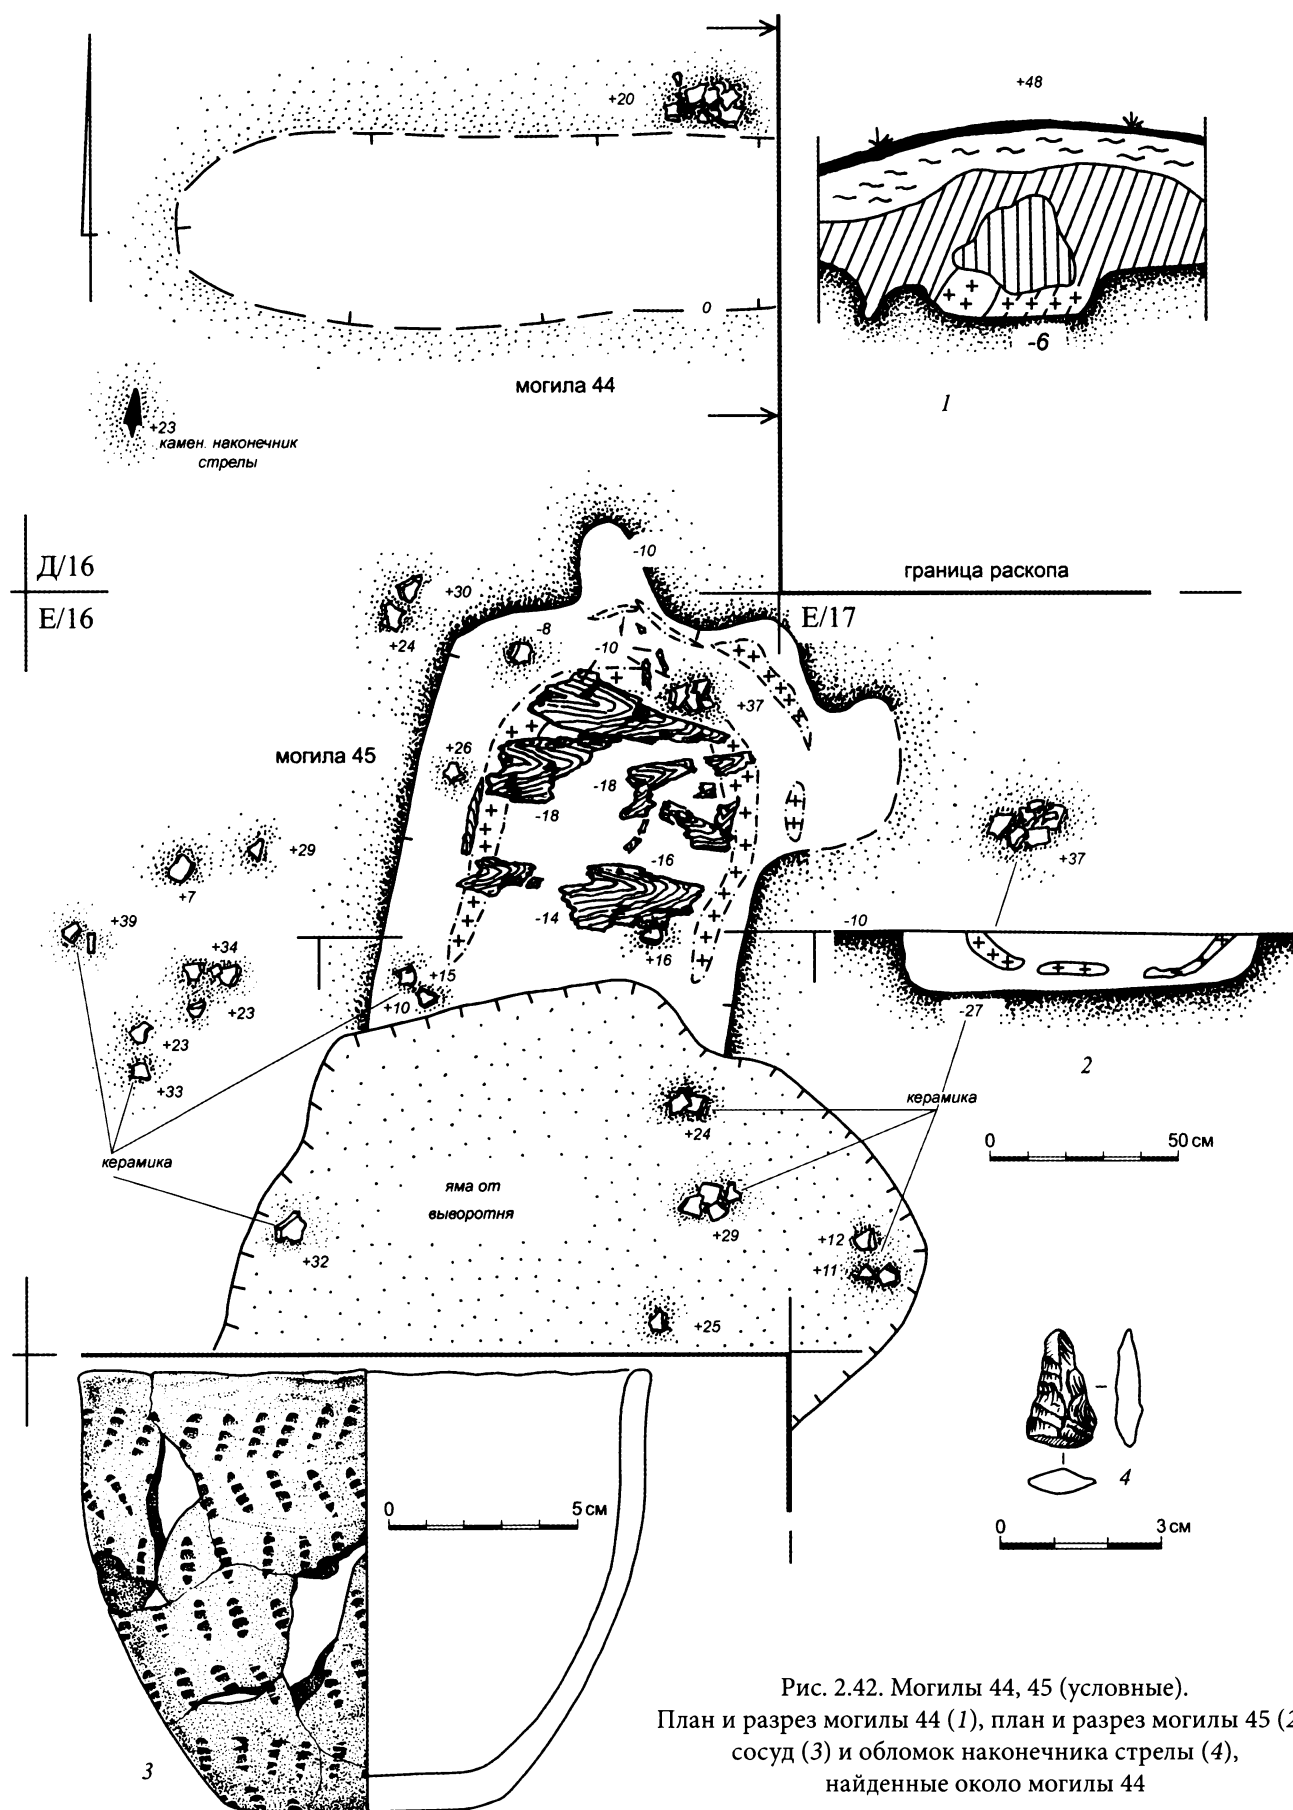 +20
+48
0
-6
могила 44
1
+23
камен. наконечник
стрелы
-10
Д/16
граница раскопа
Е/16
Е/17
+30
+24
-8
-10
+37
могила 45
+26
-18
-18
+29
+7
-16
+37
-14
-10
+39
+34
+16
+15
+10
+23
-27
+23
2
+33
керамика
+24
0 50 см
керамика
яма от
выворотня
+29
+12
+32
+11
+25
0 5 см
4
0 3 см
3
Рис. 2.42. Могилы 44, 45 (условные).
План и разрез могилы 44 (1), план и разрез могилы 45 (2
сосуд (3) и обломок наконечника стрелы (4),
найденные около могилы 44